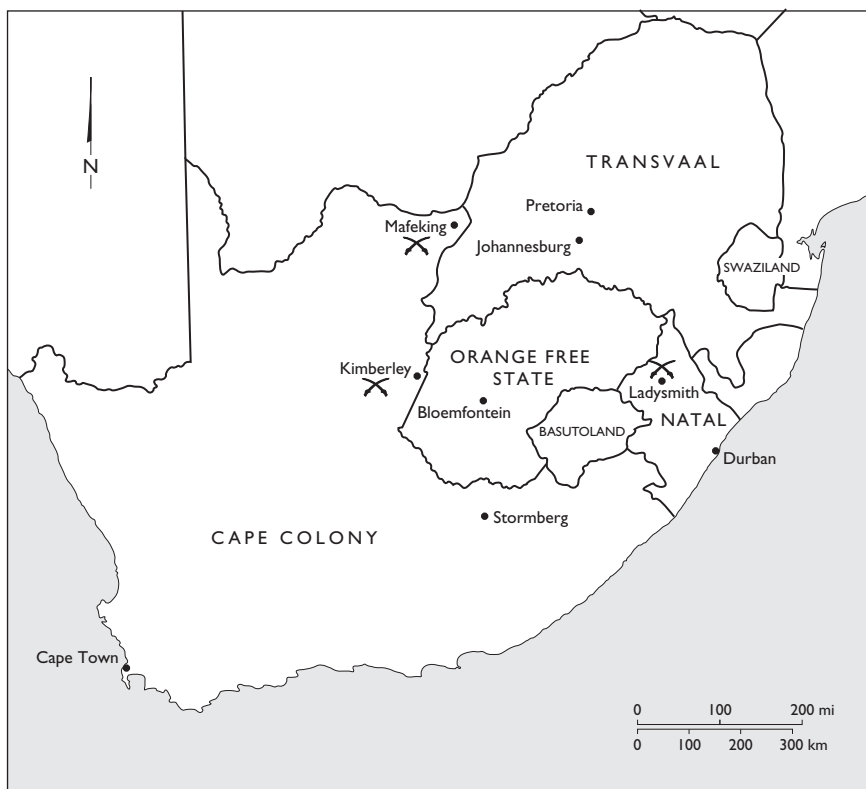 N
TRANSVAAL
Pretoria
Mafeking
Johannesburg
SWAZILAND
Kimberley
ORANGE FREE
STATE
Ladysmith
Bloemfontein
NATAL
BASUTOLAND
Durban
Stormberg
CAPE COLONY
Cape Town
0 100 200 mi
0 100 200 300 km